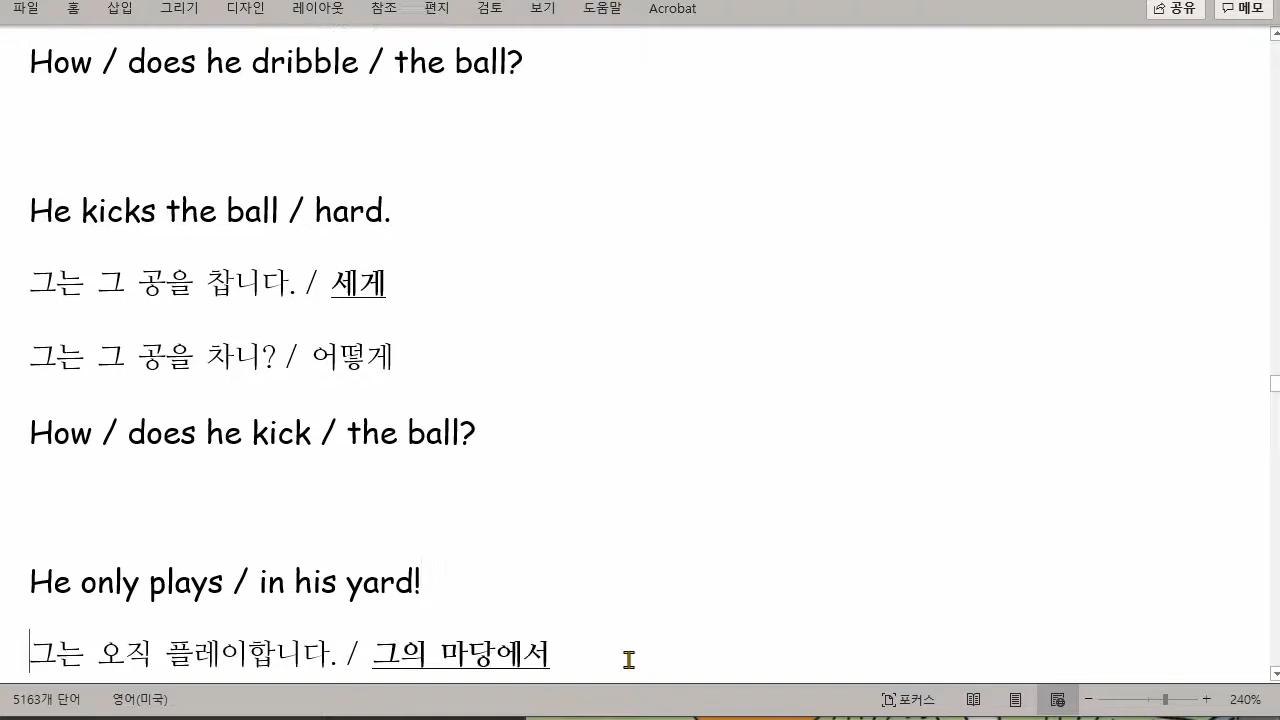 파일 홈 삽입 그리기 디자인 레이아웃 참조 편지 검토 보기 도움말 Acrobat 공유 메모
How / does he dribble / the ball?
He kicks the ball / hard.
그는 그 공을 찹니다. / 세게
그는 그 공을 차니? / 어떻게
How / does he kick / the ball?
He only plays / in his yard!
그는 오직 플레이합니다. / 그의 마당에서
5163개 단어 영어(미국) 포커스 240%